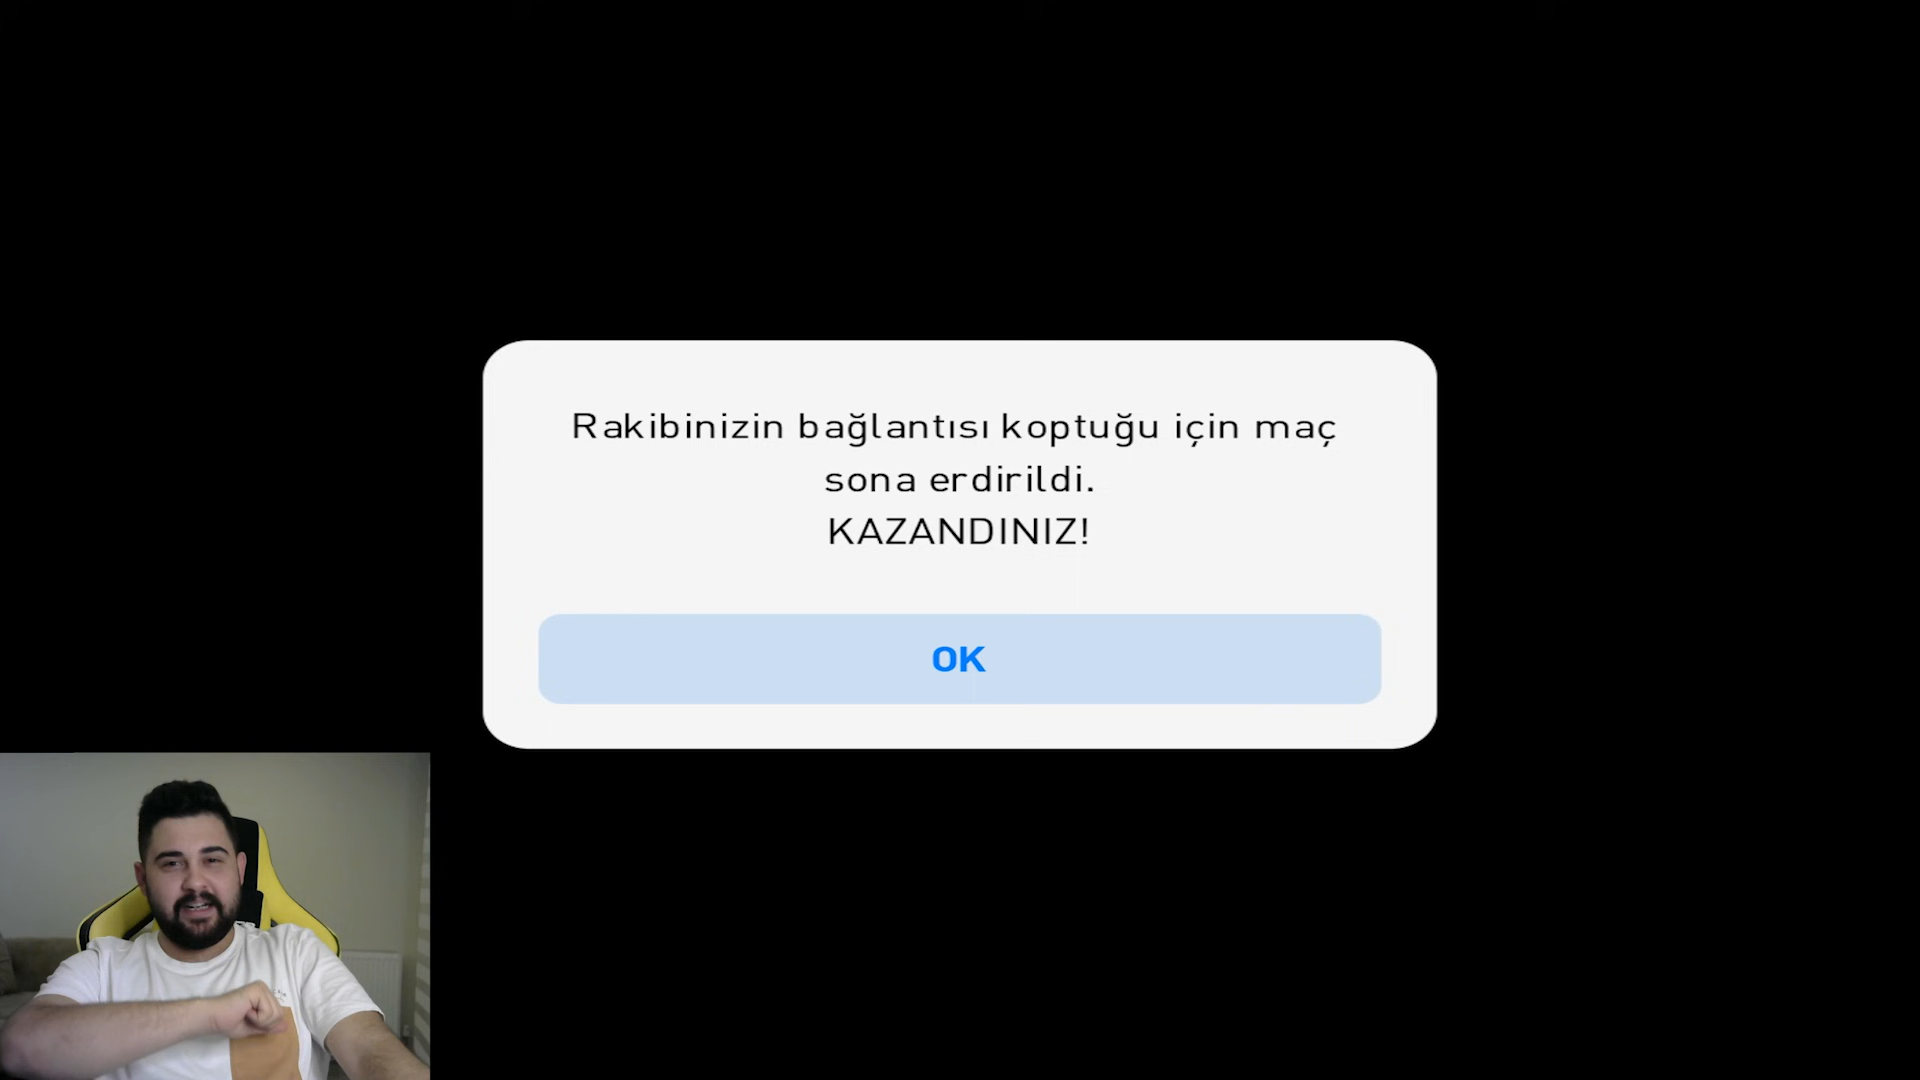 Rakibinizin bağlantısı koptuğu için maç
sona erdirildi.
KAZANDINIZ!
OK